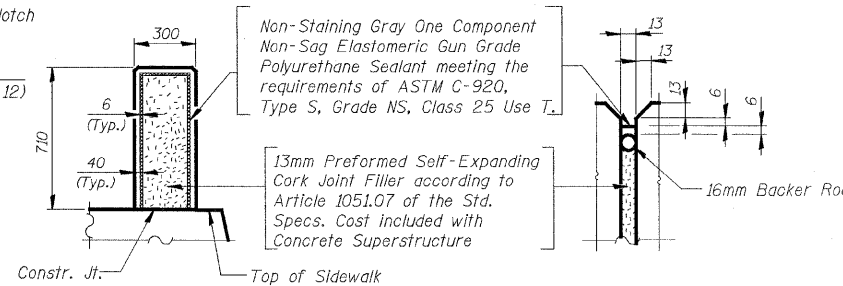 Notch
12)
300
710
6
(Typ.)
40
(Typ.)
Constr. Jt.
Top of Sidewalk
Non-Staining Gray One Component
Non-Sag Elastomeric Gun Grade
Polyurethane Sealant meeting the
requirements of ASTM C-920,
Type S, Grade NS, Class 25 Use T.
13mm Preformed Self-Expanding
Cork Joint Filler according to
Article 1051.07 of the Std.
Specs. Cost included with
Concrete Superstructure
13
13
13
6
6
16mm Backer Ro